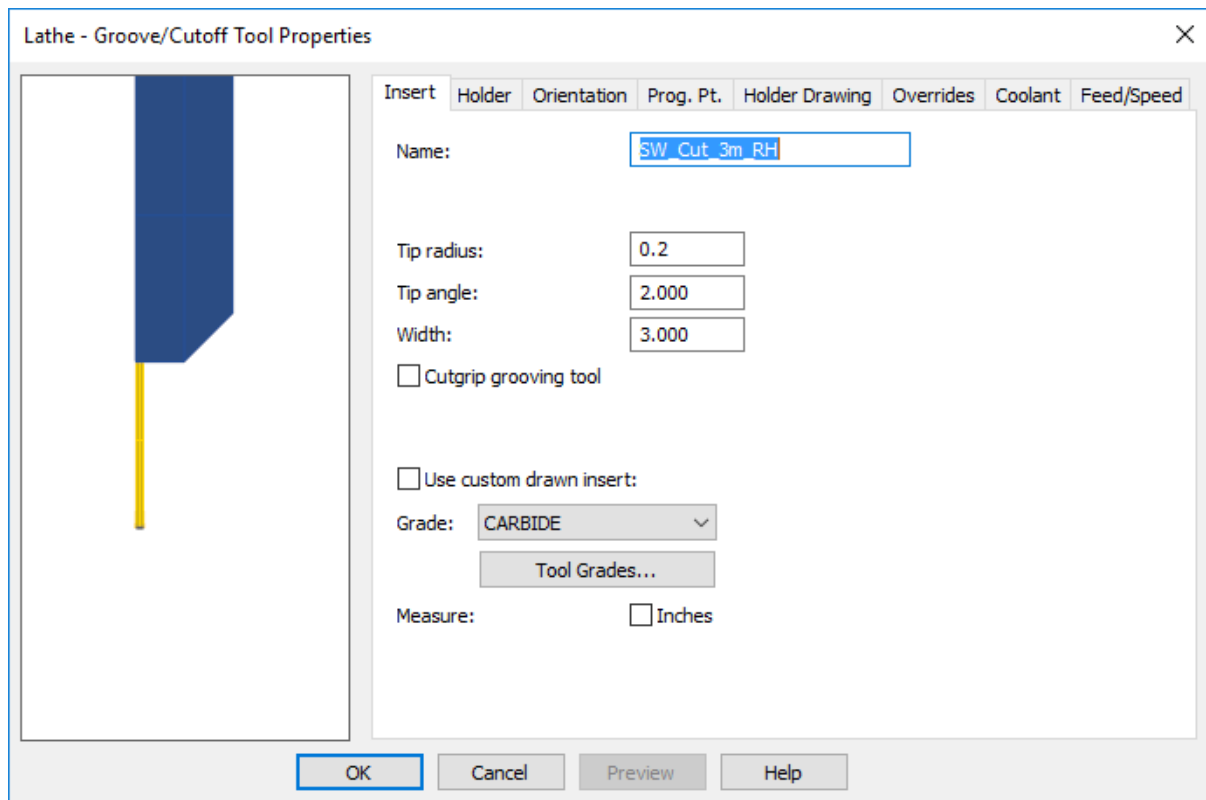 Lathe - Groove/Cutoff Tool Properties
Insert Holder Orientation Prog. Pt. Holder Drawing Overrides Coolant Feed/Speed
Name: SW_Cut_3m_RH
Tip radius: 0.2
Tip angle: 2.000
Width: 3.000
Cutgrip grooving tool
Use custom drawn insert:
Grade: CARBIDE
Tool Grades...
Measure: Inches
OK Cancel Preview Help